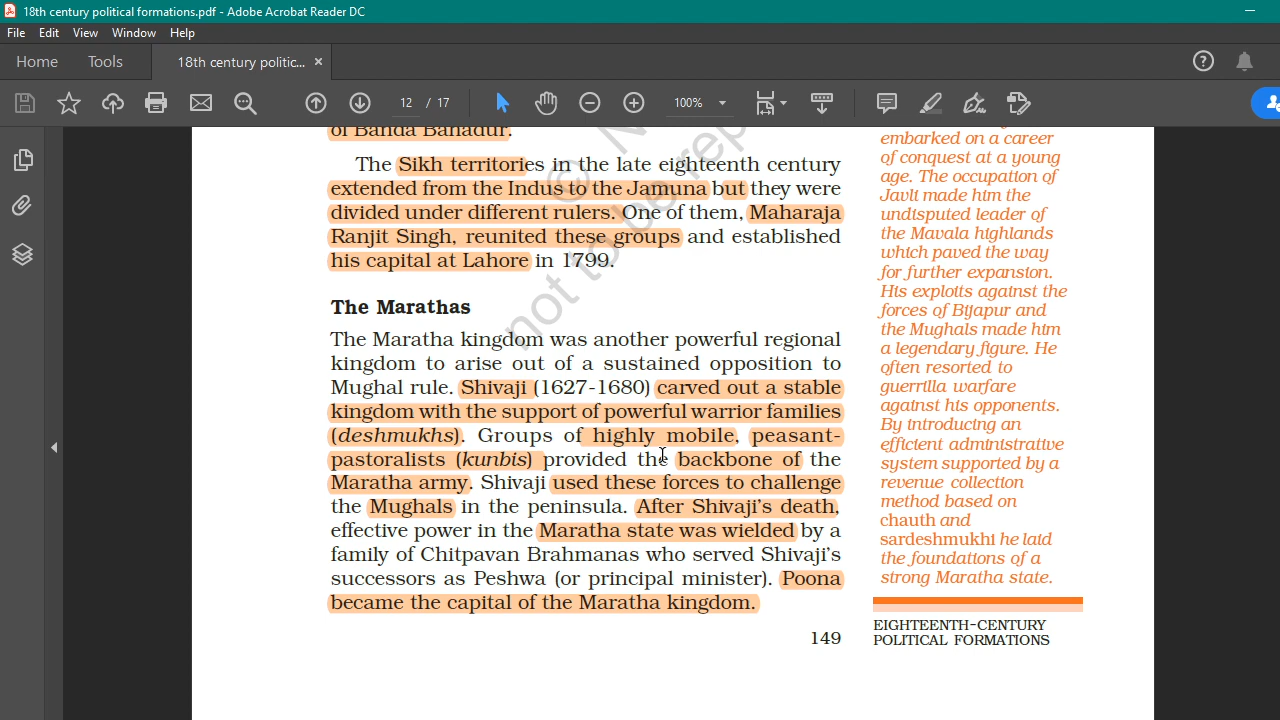 18th century political formations.pdf - Adobe Acrobat Reader DC
File Edit View Window Help
Home Tools 18th century politic... ×
12 / 17 100%
of Banda Bahadur.
The Sikh territories in the late eighteenth century
extended from the Indus to the Jamuna but they were
divided under different rulers. One of them, Maharaja
Ranjit Singh, reunited these groups and established
his capital at Lahore in 1799.
The Marathas
The Maratha kingdom was another powerful regional
kingdom to arise out of a sustained opposition to
Mughal rule. Shivaji (1627-1680) carved out a stable
kingdom with the support of powerful warrior families
(deshmukhs). Groups of highly mobile, peasant-
pastoralists (kunbis) provided the backbone of the
Maratha army. Shivaji used these forces to challenge
the Mughals in the peninsula. After Shivaji's death,
effective power in the Maratha state was wielded by a
family of Chitpavan Brahmanas who served Shivaji's
successors as Peshwa (or principal minister). Poona
became the capital of the Maratha kingdom.
149
embarked on a career
of conquest at a young
age. The occupation of
Javli made him the
undisputed leader of
the Mavala highlands
which paved the way
for further expansion.
His exploits against the
forces of Bijapur and
the Mughals made him
a legendary figure. He
often resorted to
guerrilla warfare
against his opponents.
By introducing an
efficient administrative
system supported by a
revenue collection
method based on
chauth and
sardeshmukhi he laid
the foundations of a
strong Maratha state.
EIGHTEENTH-CENTURY
POLITICAL FORMATIONS
© N
not to be rep